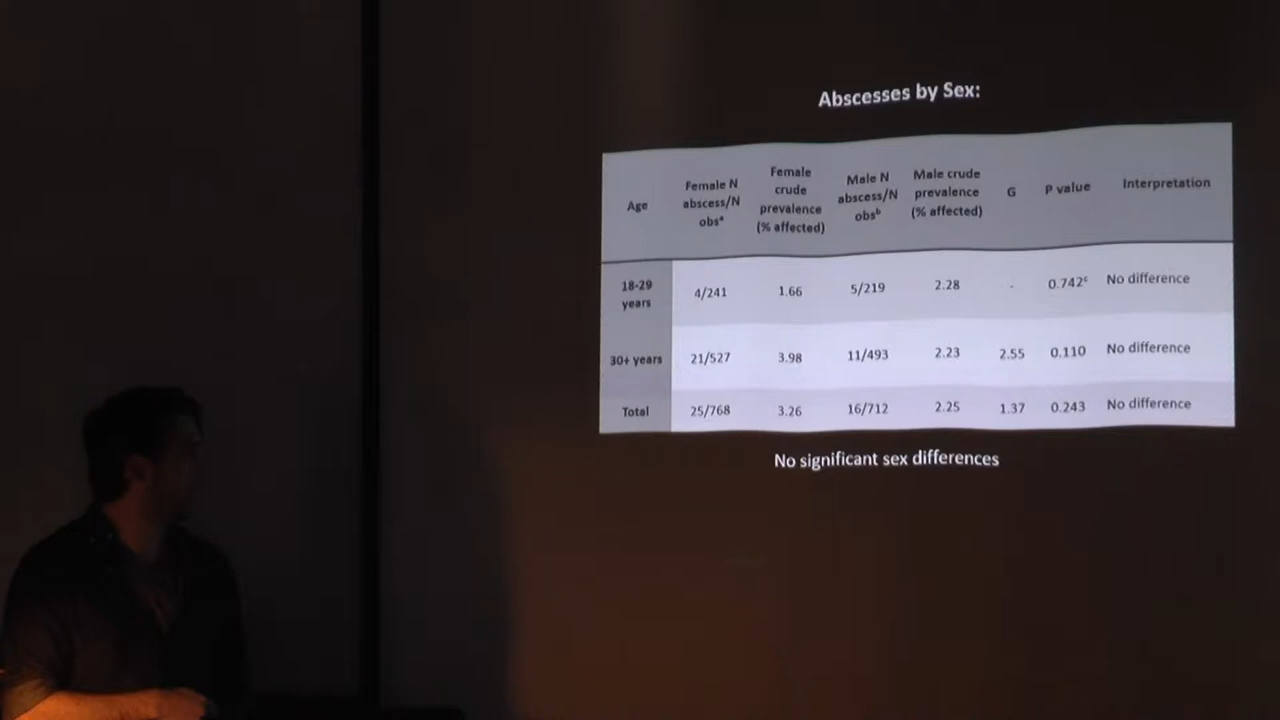 Abscesses by Sex:
Age Female N abscess/N obsᵃ Female crude prevalence (% affected) Male N abscess/N obsᵇ Male crude prevalence (% affected) G P value Interpretation
18-29 years 4/241 1.66 5/219 2.28 - 0.742ᶜ No difference
30+ years 21/527 3.98 11/493 2.23 2.55 0.110 No difference
Total 25/768 3.26 16/712 2.25 1.37 0.243 No difference
No significant sex differences